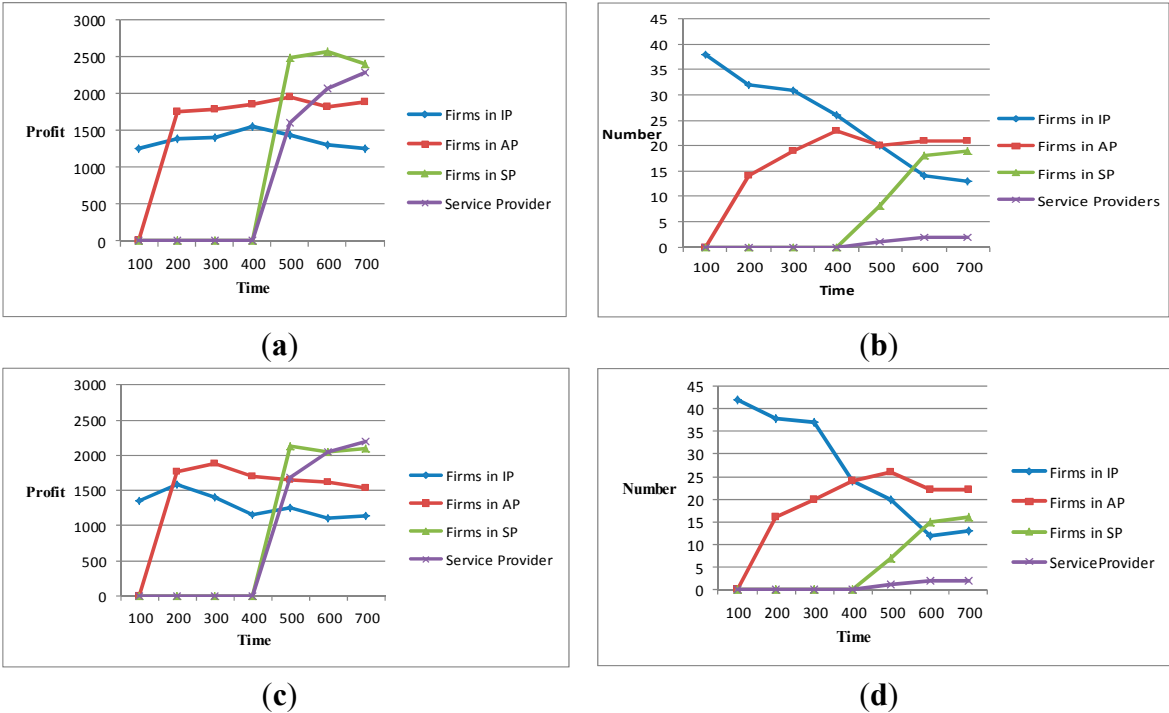 3000
2500
2000
1500
1000
500
0
Profit
100 200 300 400 500 600 700
Time
Firms in IP
Firms in AP
Firms in SP
Service Provider
(a)
45
40
35
30
25
20
15
10
5
0
Number
100 200 300 400 500 600 700
Time
Firms in IP
Firms in AP
Firms in SP
Service Providers
(b)
3000
2500
2000
1500
1000
500
0
Profit
100 200 300 400 500 600 700
Time
Firms in IP
Firms in AP
Firms in SP
Service Provider
(c)
45
40
35
30
25
20
15
10
5
0
Number
100 200 300 400 500 600 700
Time
Firms in IP
Firms in AP
Firms in SP
ServiceProvider
(d)